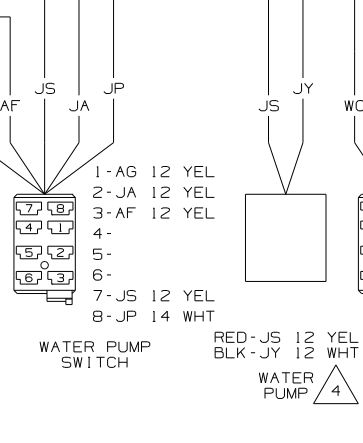 JS
JP
AF
JA
JS
JY
WO
1-AG 12 YEL
2-JA 12 YEL
3-AF 12 YEL
4-
5-
6-
7-JS 12 YEL
8-JP 14 WHT
7 8
4 1
5 2
6 3
WATER PUMP
SWITCH
RED-JS 12 YEL
BLK-JY 12 WHT
WATER
PUMP 4